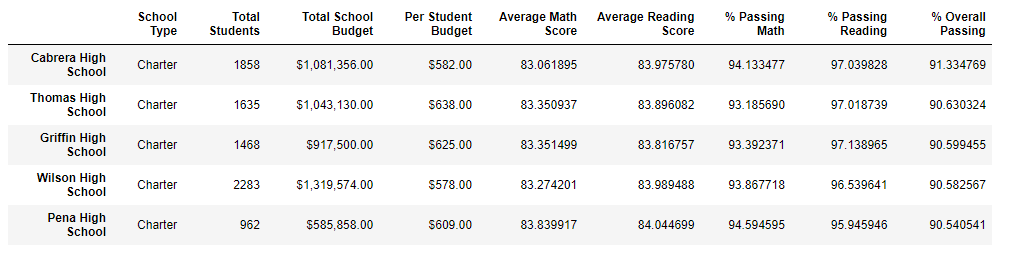 School Type Total Students Total School Budget Per Student Budget Average Math Score Average Reading Score % Passing Math % Passing Reading % Overall Passing
Cabrera High School Charter 1858 $1,081,356.00 $582.00 83.061895 83.975780 94.133477 97.039828 91.334769
Thomas High School Charter 1635 $1,043,130.00 $638.00 83.350937 83.896082 93.185690 97.018739 90.630324
Griffin High School Charter 1468 $917,500.00 $625.00 83.351499 83.816757 93.392371 97.138965 90.599455
Wilson High School Charter 2283 $1,319,574.00 $578.00 83.274201 83.989488 93.867718 96.539641 90.582567
Pena High School Charter 962 $585,858.00 $609.00 83.839917 84.044699 94.594595 95.945946 90.540541